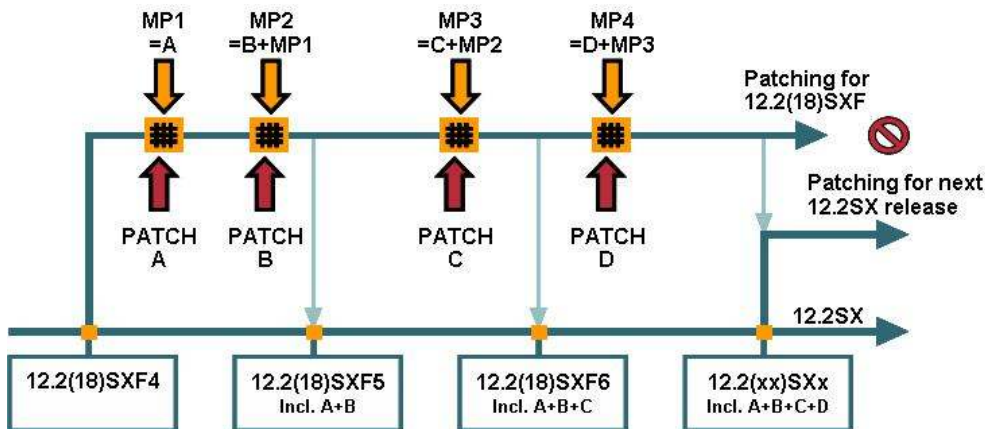 MP1
=A
MP2
=B+MP1
MP3
=C+MP2
MP4
=D+MP3
Patching for
12.2(18)SXF
PATCH
A
PATCH
B
PATCH
C
PATCH
D
Patching for next
12.2SX release
12.2SX
12.2(18)SXF4
12.2(18)SXF5
Incl. A+B
12.2(18)SXF6
Incl. A+B+C
12.2(xx)SXx
Incl. A+B+C+D